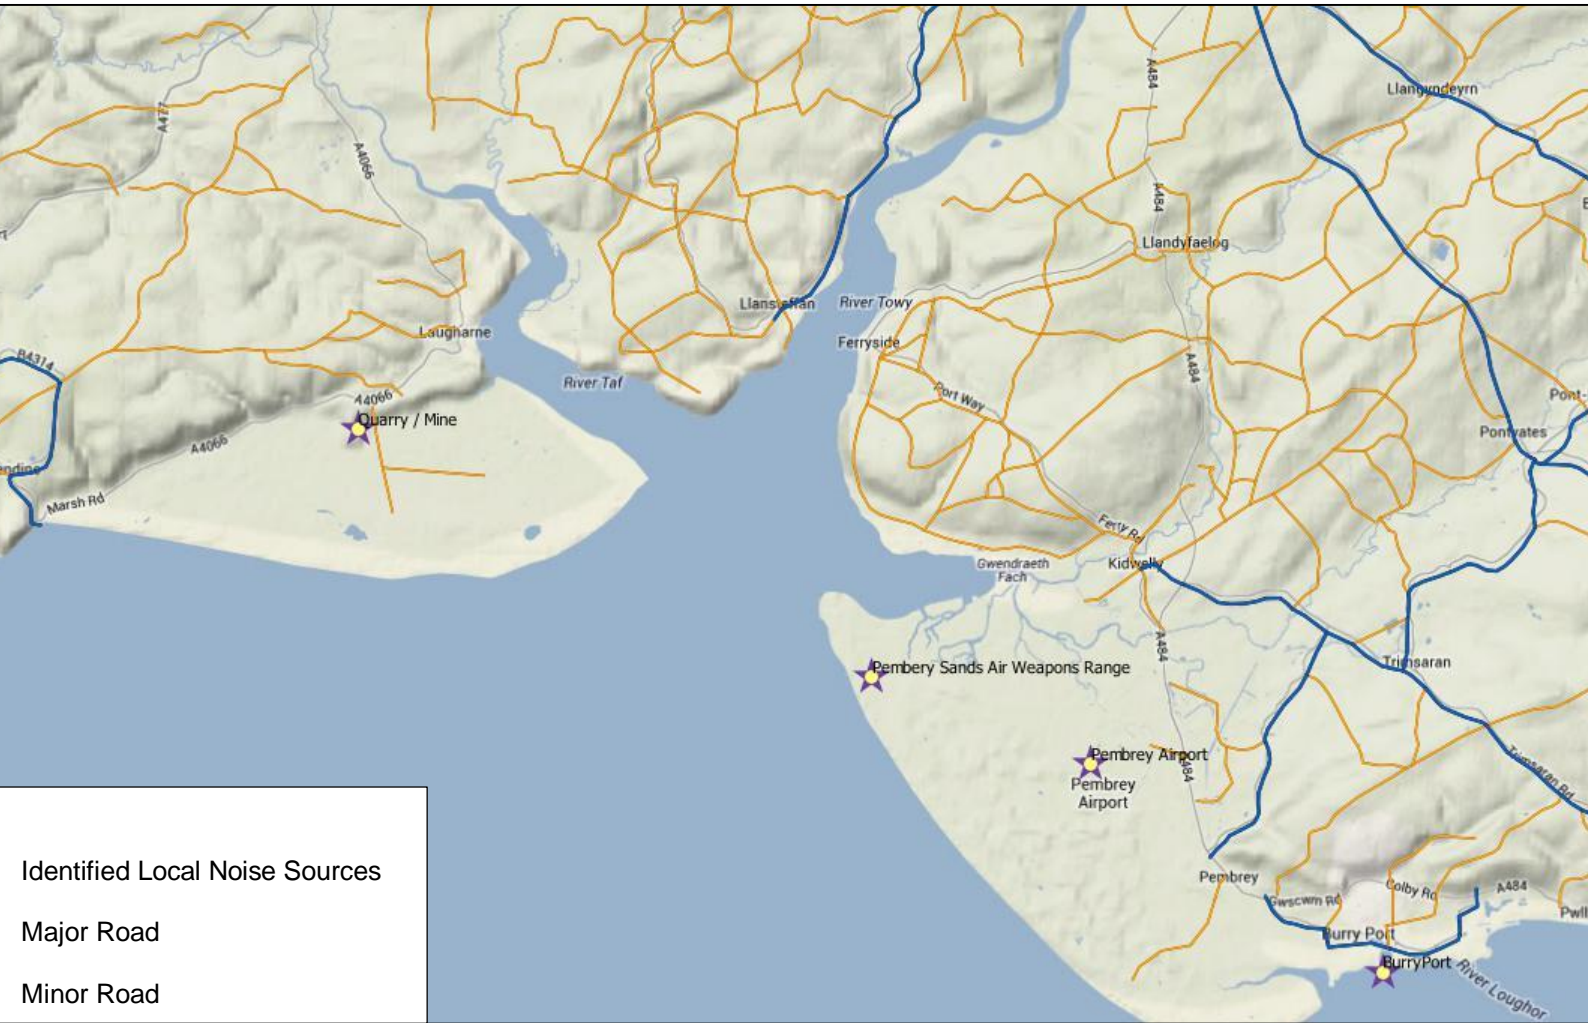 A477
A4066
A484
Llangyndeyrn
A484
Llandyfaelog
Llansteffan
River Towy
Laugharne
Ferryside
A484
B4314
River Taf
Port Way
A4066
Pont-
Quarry / Mine
Pontyates
A4066
endine
Marsh Rd
Ferry Rd
Gwendraeth
Fach
Kidwelly
A484
Trimsaran
Pembery Sands Air Weapons Range
Pembrey Airport
A484
Trimsaran Rd
Pembrey
Airport
Identified Local Noise Sources
Pembrey
Colby Rd
A484
Gwscwm Rd
Pwll
Major Road
Burry Port
BurryPort
River Loughor
Minor Road